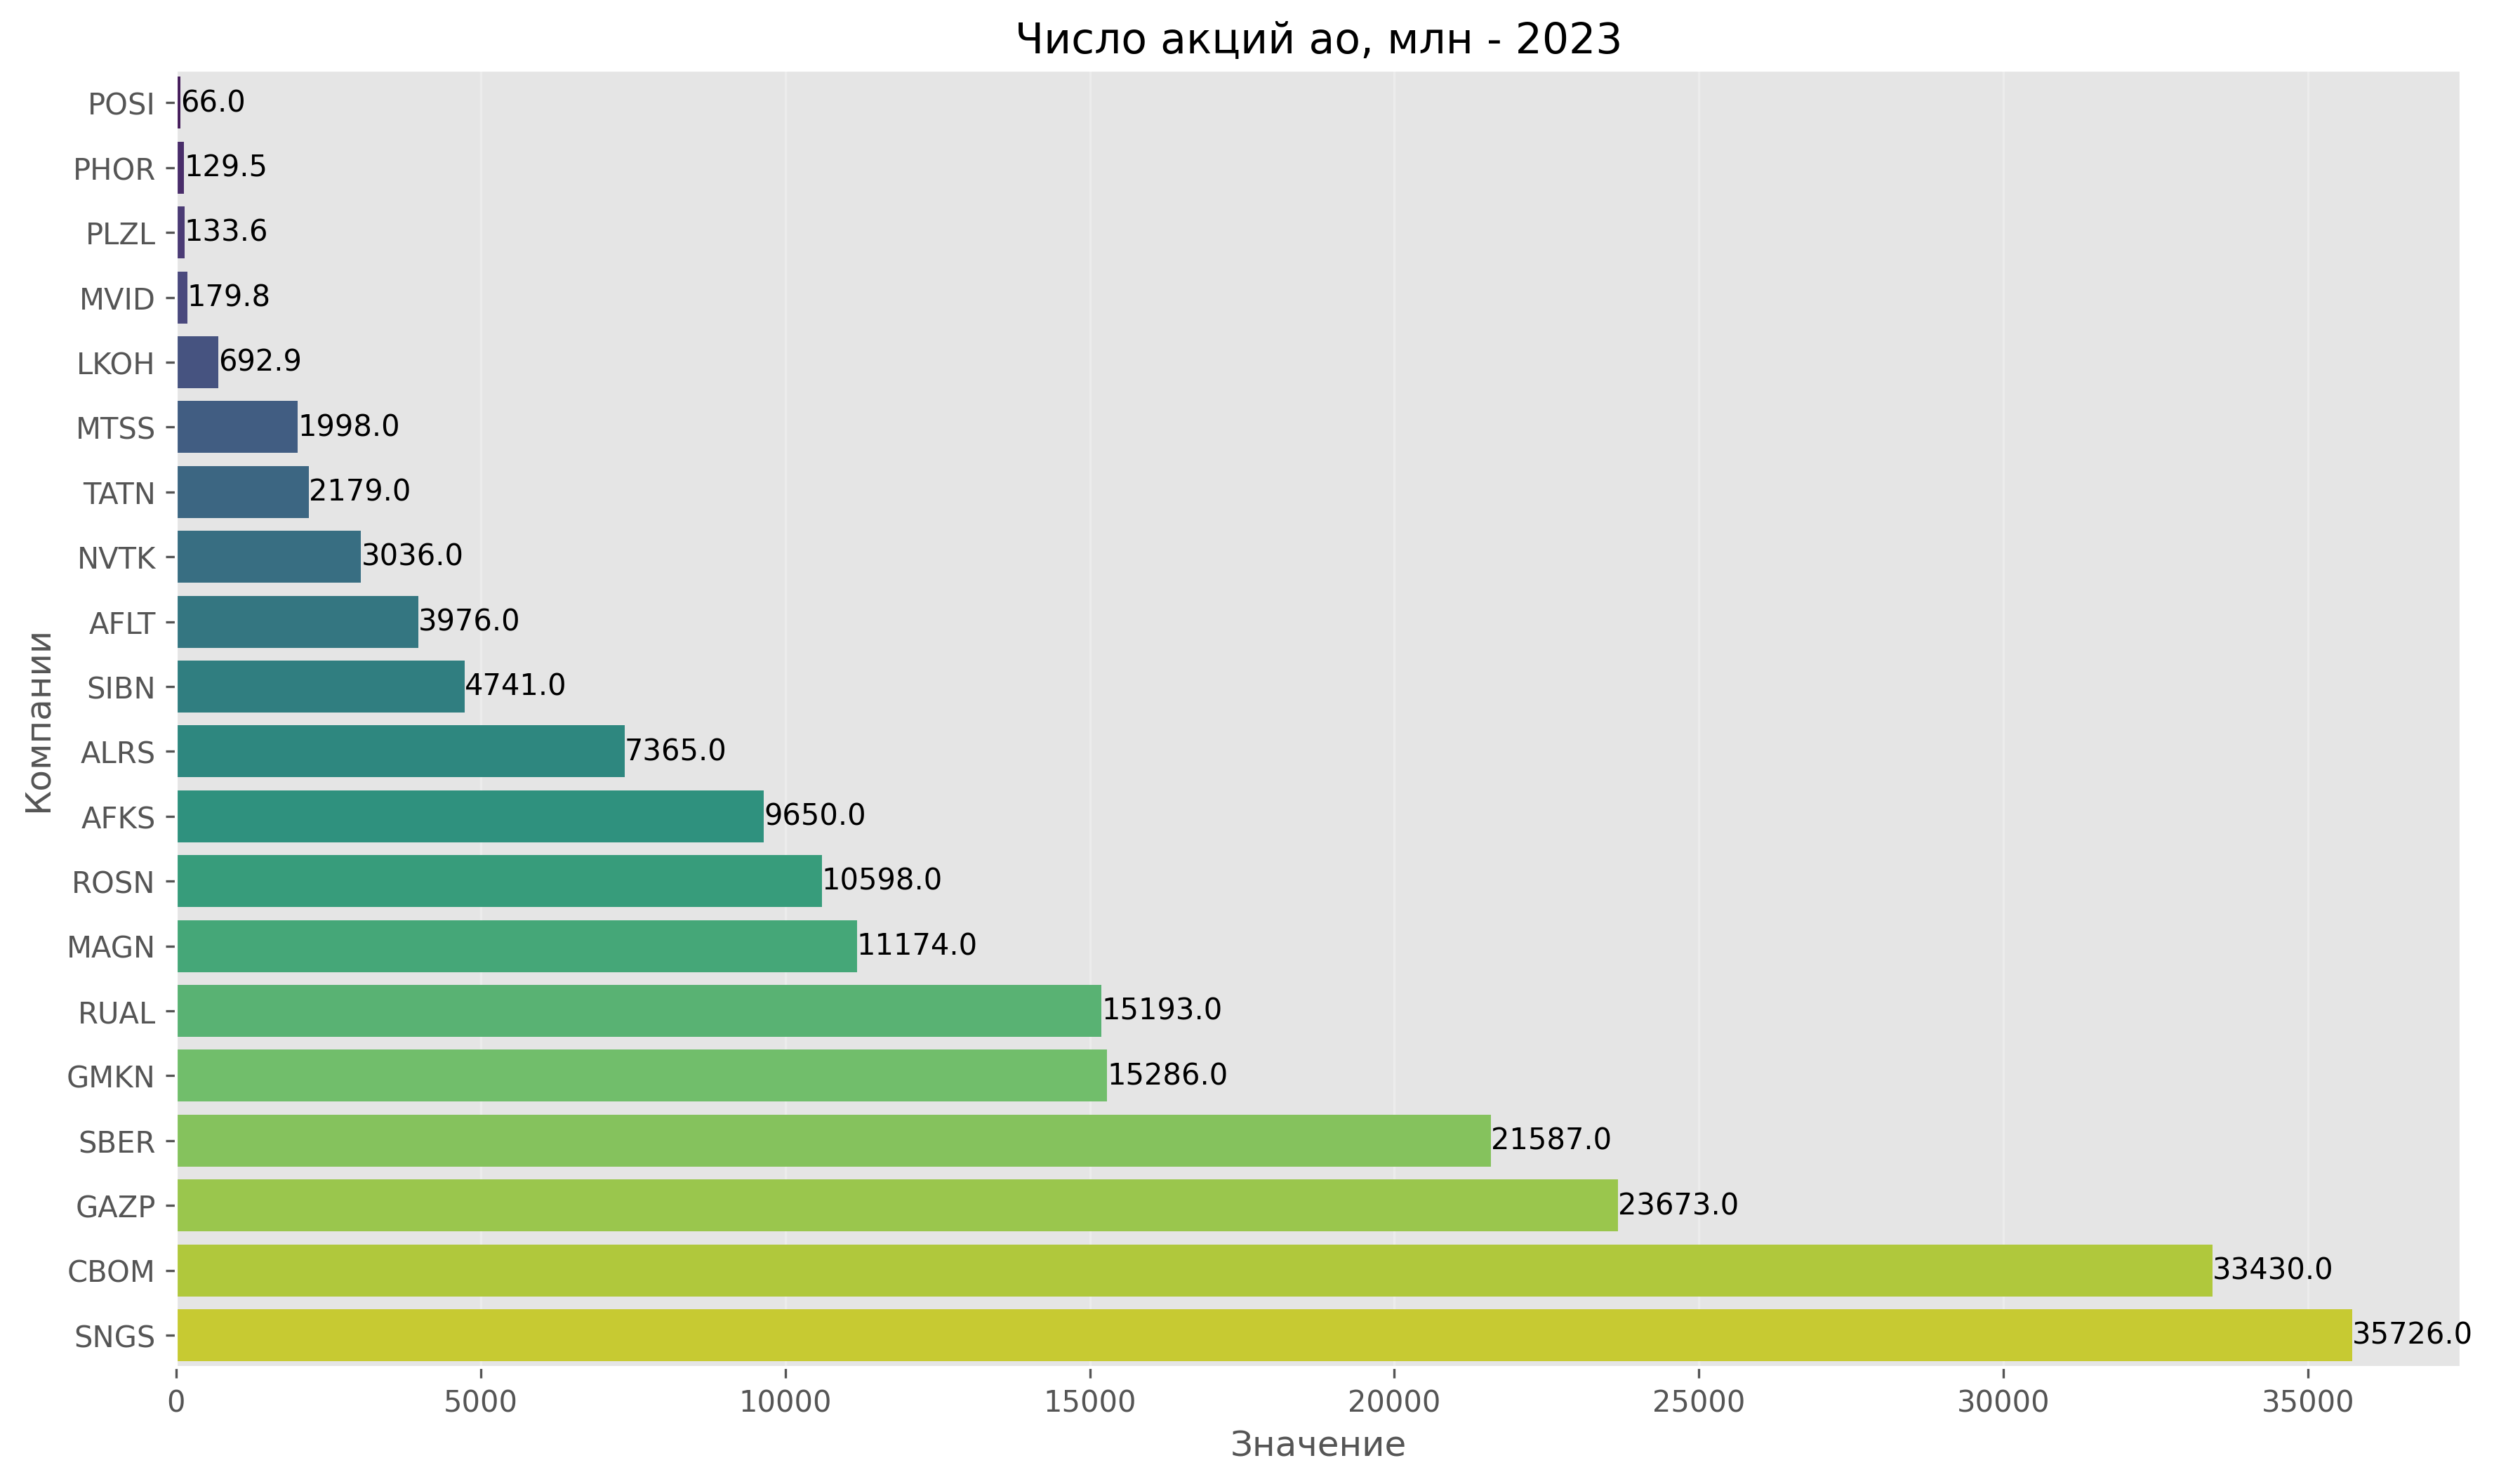 Число акций ао, млн - 2023
POSI 66.0
PHOR 129.5
PLZL 133.6
MVID 179.8
LKOH 692.9
MTSS 1998.0
TATN 2179.0
NVTK 3036.0
AFLT 3976.0
SIBN 4741.0
ALRS 7365.0
AFKS 9650.0
ROSN 10598.0
MAGN 11174.0
RUAL 15193.0
GMKN 15286.0
SBER 21587.0
GAZP 23673.0
CBOM 33430.0
SNGS 35726.0
Компании
0 5000 10000 15000 20000 25000 30000 35000
Значение